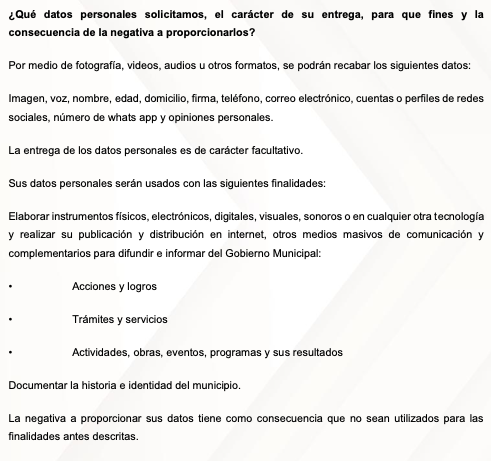 ¿Qué datos personales solicitamos, el carácter de su entrega, para que fines y la
consecuencia de la negativa a proporcionarlos?
Por medio de fotografía, videos, audios u otros formatos, se podrán recabar los siguientes datos:
Imagen, voz, nombre, edad, domicilio, firma, teléfono, correo electrónico, cuentas o perfiles de redes
sociales, número de whats app y opiniones personales.
La entrega de los datos personales es de carácter facultativo.
Sus datos personales serán usados con las siguientes finalidades:
Elaborar instrumentos físicos, electrónicos, digitales, visuales, sonoros o en cualquier otra tecnología
y realizar su publicación y distribución en internet, otros medios masivos de comunicación y
complementarios para difundir e informar del Gobierno Municipal:
• Acciones y logros
• Trámites y servicios
• Actividades, obras, eventos, programas y sus resultados
Documentar la historia e identidad del municipio.
La negativa a proporcionar sus datos tiene como consecuencia que no sean utilizados para las
finalidades antes descritas.